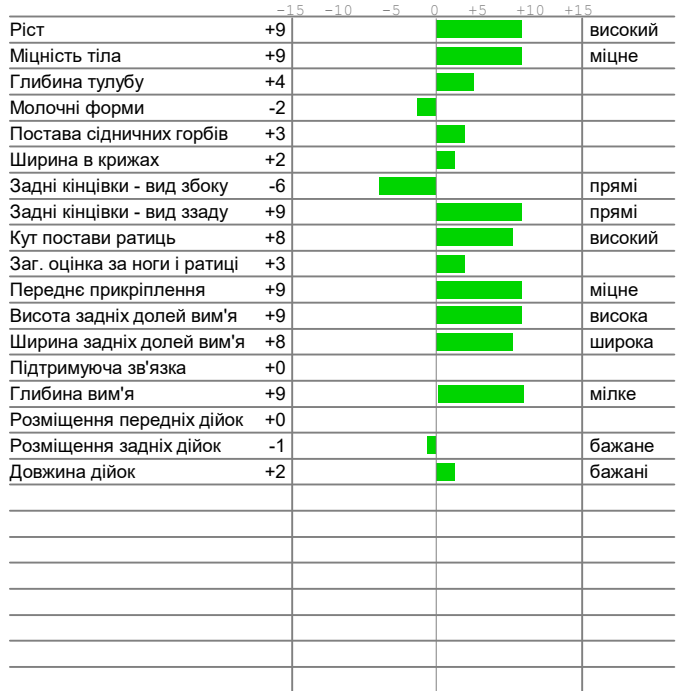 -15 -10 -5 0 +5 +10 +15
Ріст +9 високий
Міцність тіла +9 міцне
Глибина тулубу +4
Молочні форми -2
Постава сідничних горбів +3
Ширина в крижах +2
Задні кінцівки - вид збоку -6 прямі
Задні кінцівки - вид ззаду +9 прямі
Кут постави ратиць +8 високий
Заг. оцінка за ноги і ратиці +3
Переднє прикріплення +9 міцне
Висота задніх долей вим'я +9 висока
Ширина задніх долей вим'я +8 широка
Підтримуюча зв'язка +0
Глибина вим'я +9 мілке
Розміщення передніх дійок +0
Розміщення задніх дійок -1 бажане
Довжина дійок +2 бажані